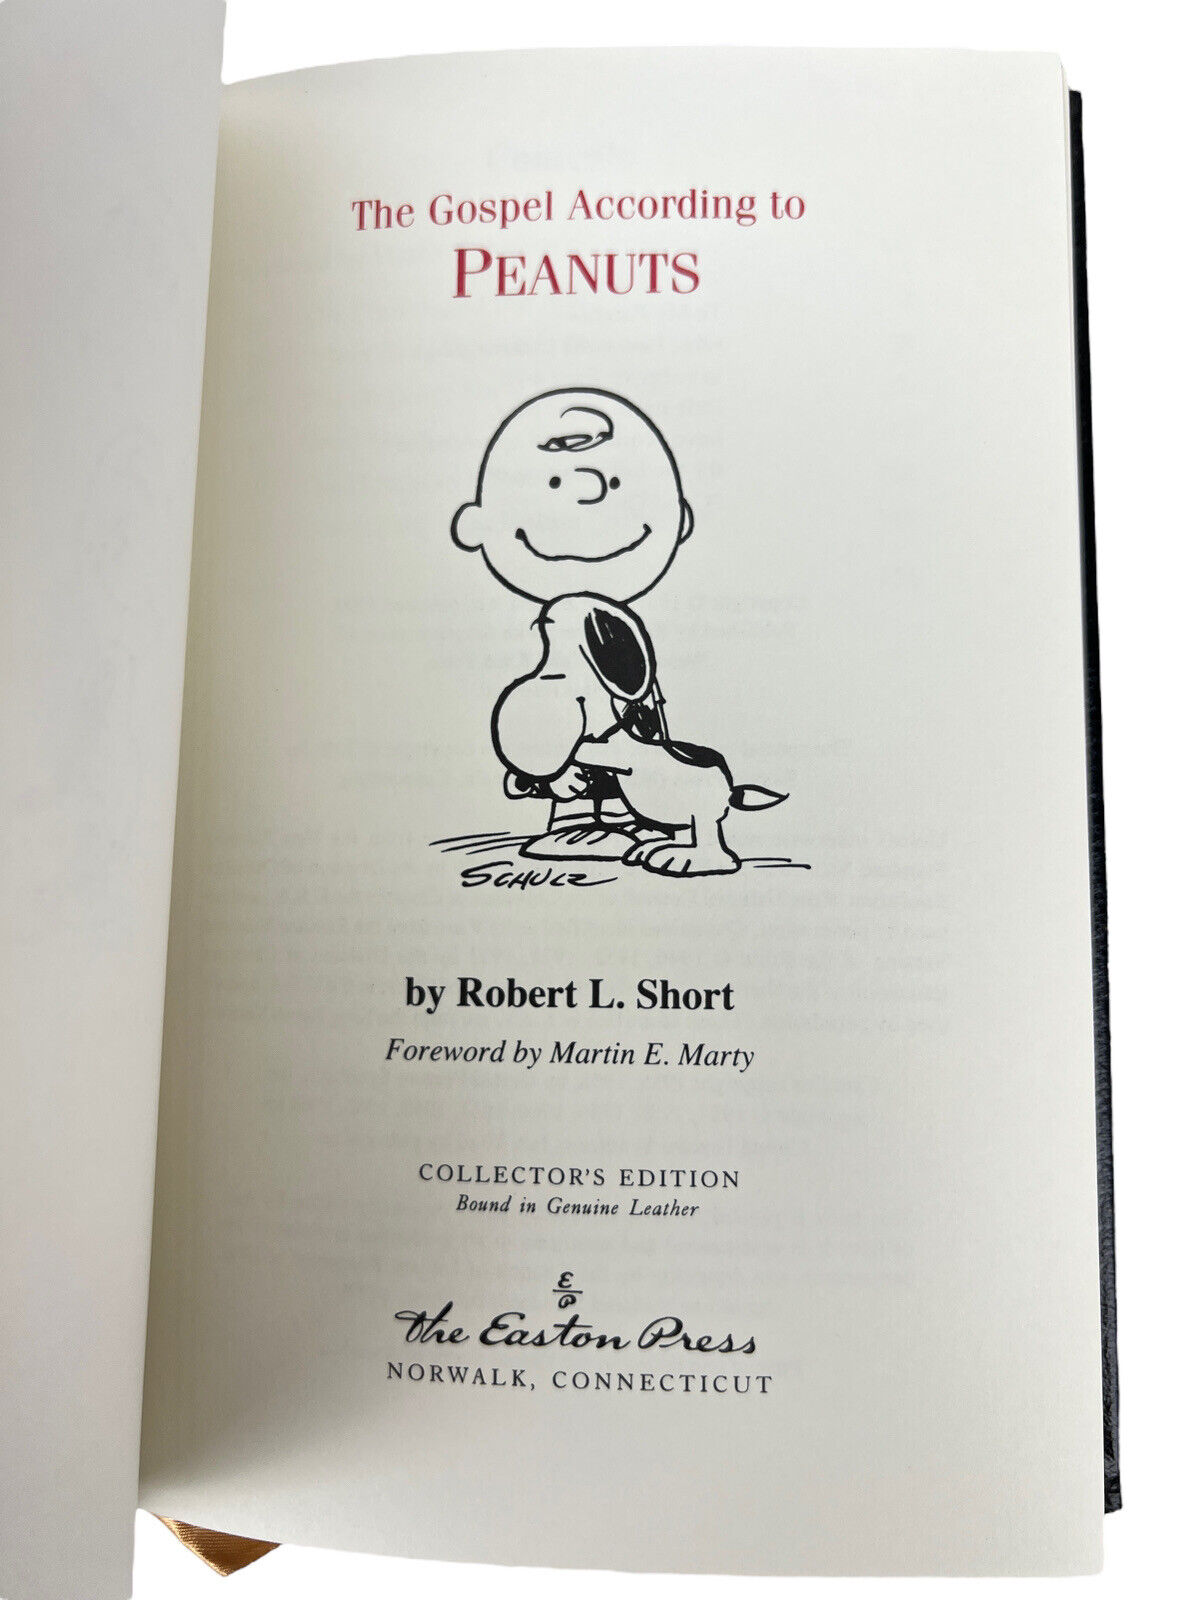 The Gospel According to
PEANUTS
SCHULZ
by Robert L. Short
Foreword by Martin E. Marty
COLLECTOR'S EDITION
Bound in Genuine Leather
E
P
The Easton Press
NORWALK, CONNECTICUT